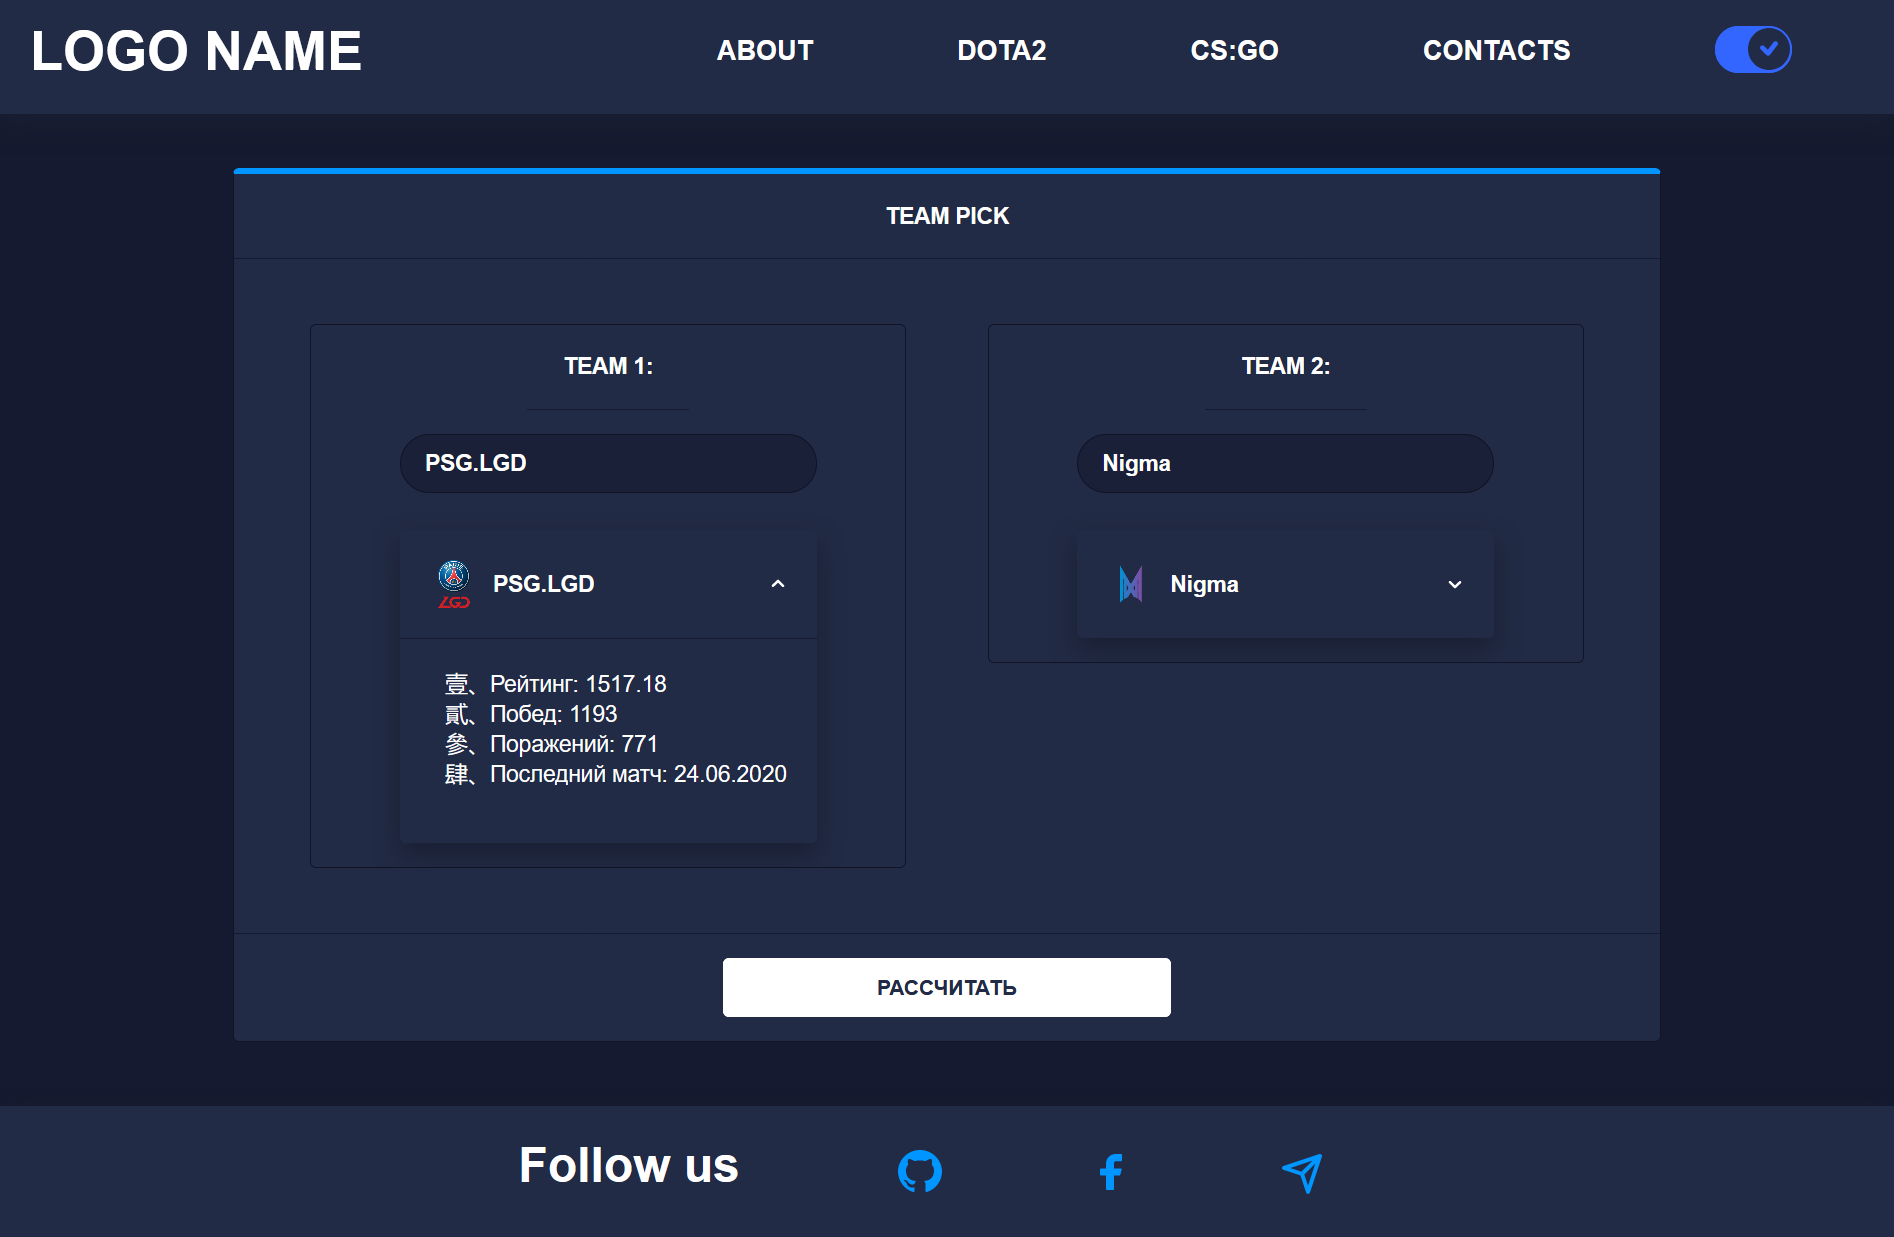 LOGO NAME
ABOUT
DOTA2
CS:GO
CONTACTS
TEAM PICK
TEAM 1:
PSG.LGD
LGD
PSG.LGD
壹、Рейтинг: 1517.18
貳、Побед: 1193
參、Поражений: 771
肆、Последний матч: 24.06.2020
TEAM 2:
Nigma
Nigma
РАССЧИТАТЬ
Follow us